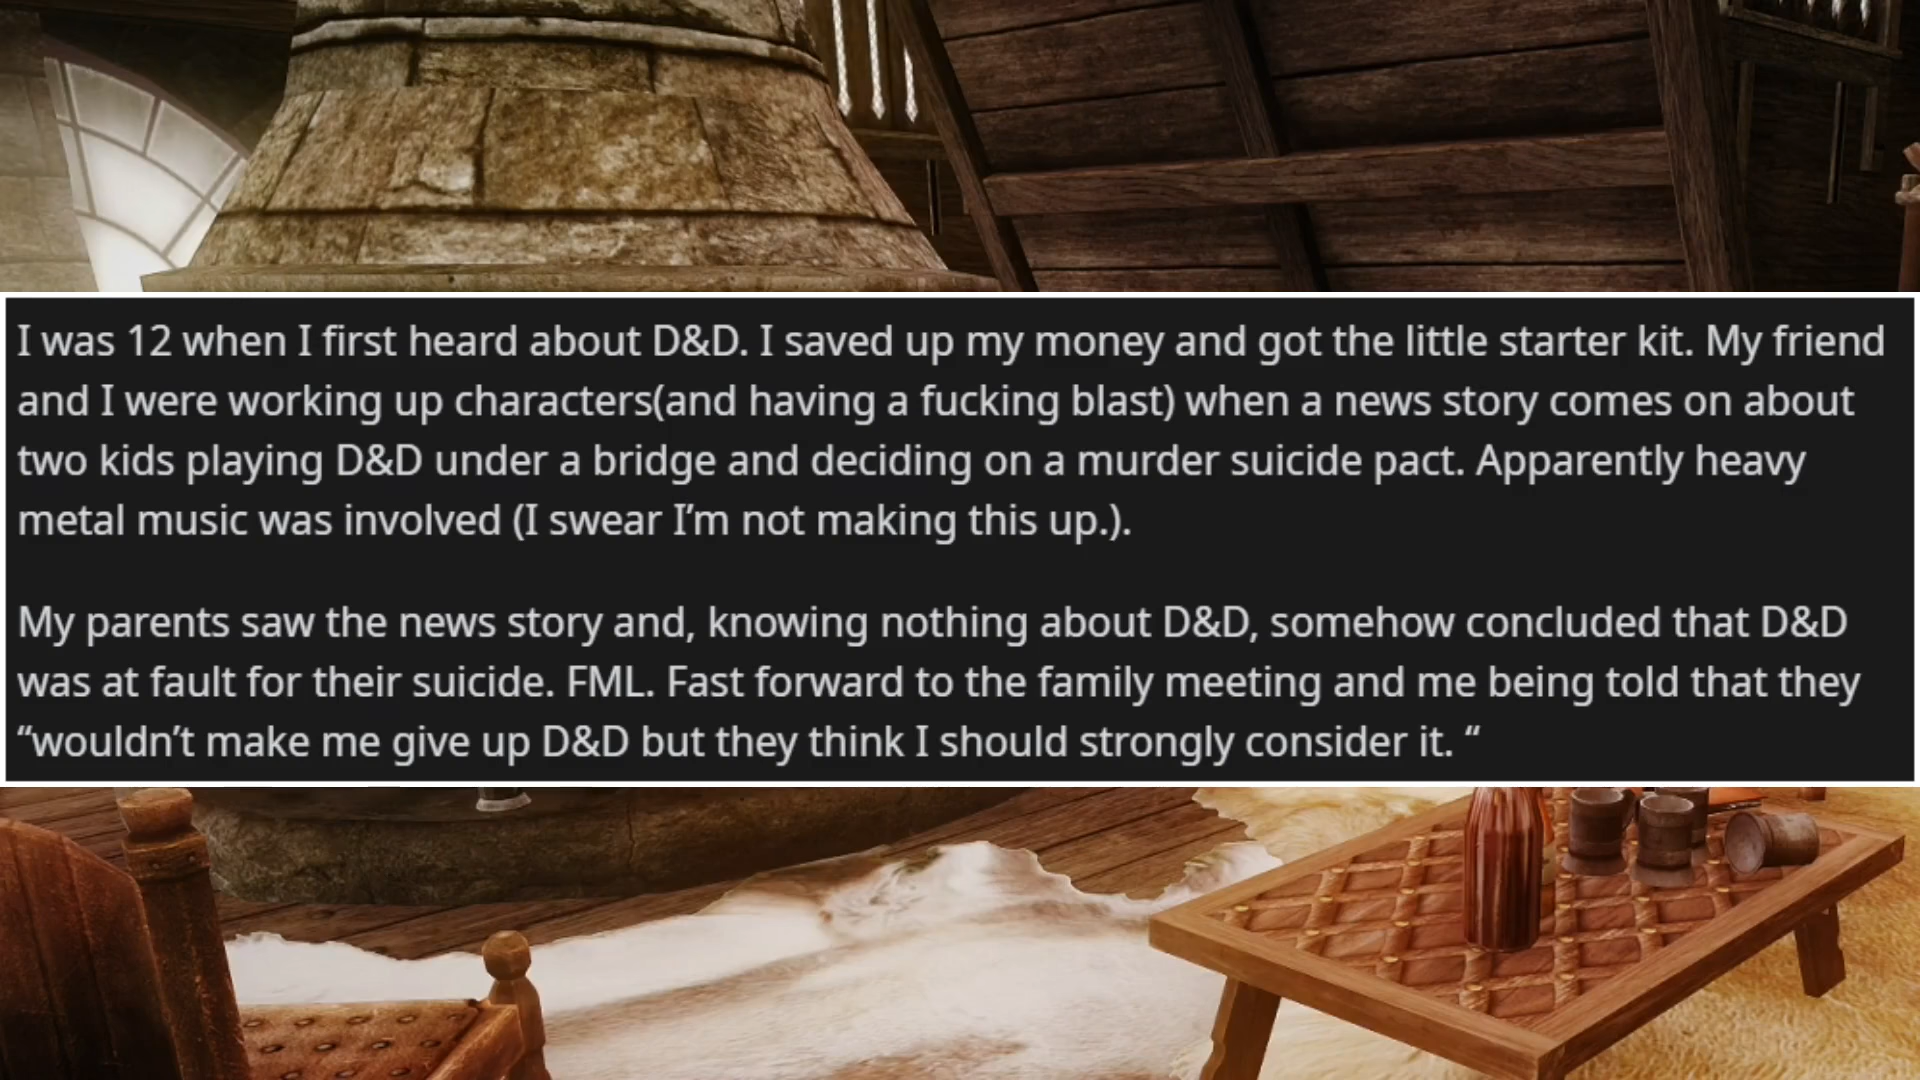 I was 12 when I first heard about D&D. I saved up my money and got the little starter kit. My friend
and I were working up characters(and having a fucking blast) when a news story comes on about
two kids playing D&D under a bridge and deciding on a murder suicide pact. Apparently heavy
metal music was involved (I swear I’m not making this up.).
My parents saw the news story and, knowing nothing about D&D, somehow concluded that D&D
was at fault for their suicide. FML. Fast forward to the family meeting and me being told that they
“wouldn’t make me give up D&D but they think I should strongly consider it. “